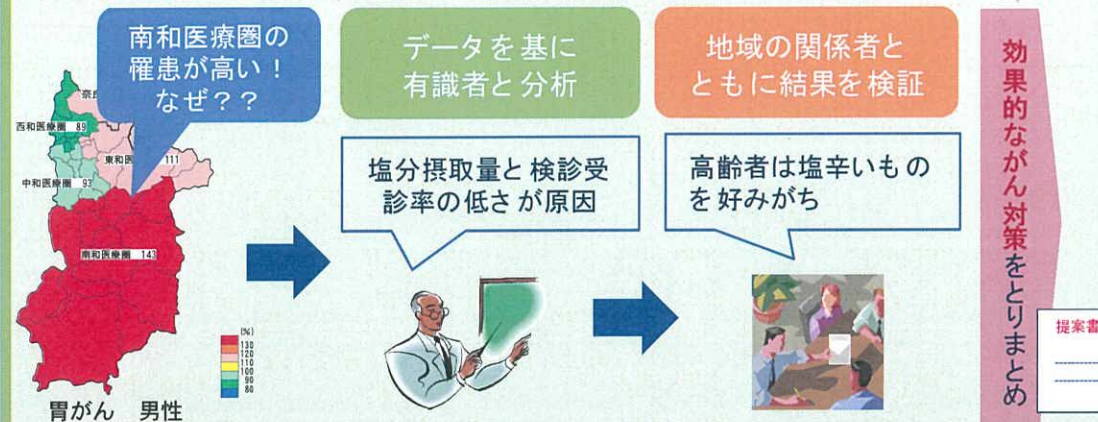 南和医療圏の
罹患が高い！
なぜ？？
データを基に
有識者と分析
地域の関係者と
ともに結果を検証
効果的ながん対策をとりまとめ
奈良
西和医療圏 89
東和医 111
中和医療圏 93
南和医療圏 143
塩分摂取量と検診受
診率の低さが原因
高齢者は塩辛いもの
を好みがち
(%)
130
120
110
100
90
80
提案書
胃がん 男性